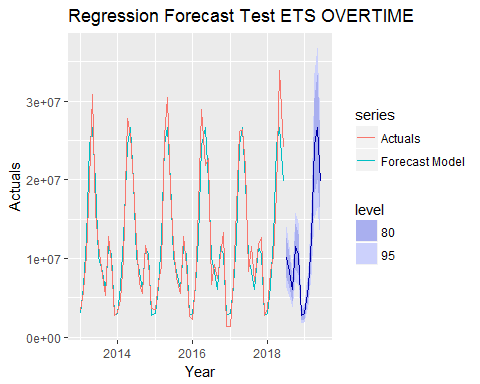 Regression Forecast Test ETS OVERTIME
Actuals
3e+07
2e+07
1e+07
0e+00
2014
2016
2018
Year
series
Actuals
Forecast Model
level
80
95